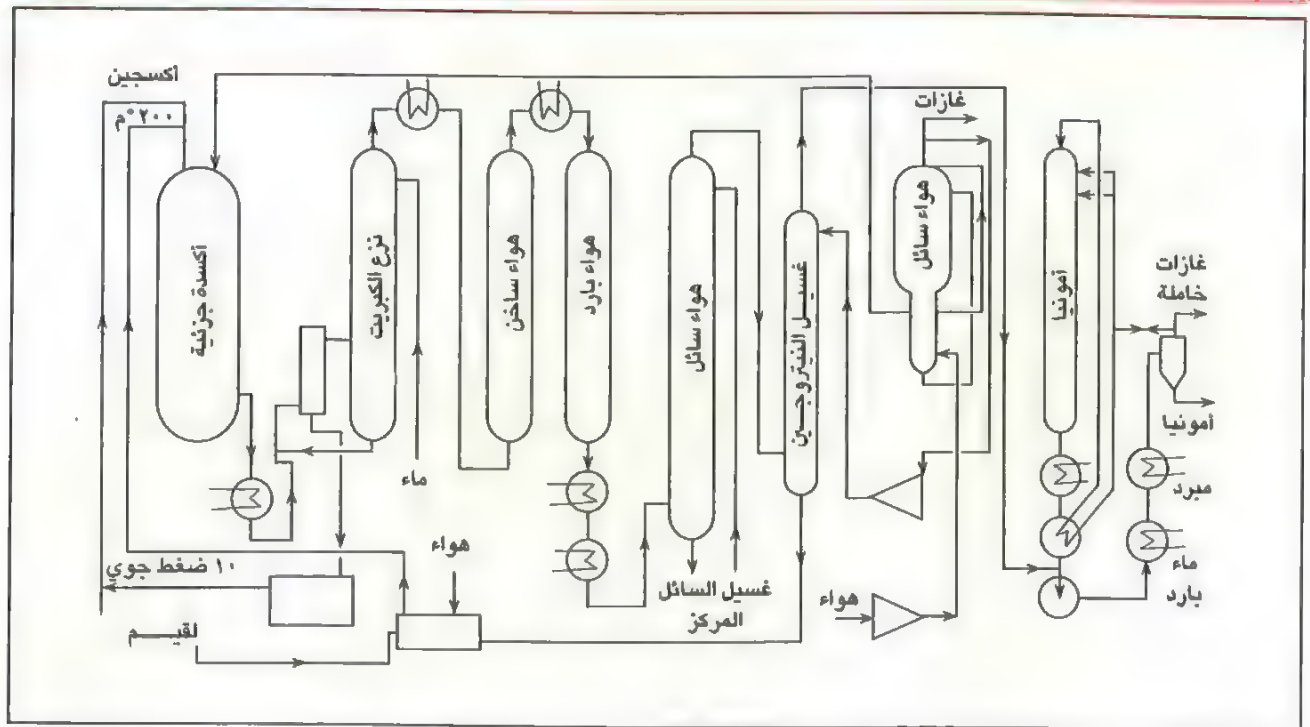 أكسجين
٢٠٠ °م
أكسدة جزئية
نزع الكبريت
ماء
هواء ساخن
هواء بارد
هواء سائل
غسيل السائل
المركز
غسيل النيتروجين
غازات
هواء سائل
هواء
أمونيا
غازات
خاملة
أمونيا
مبرد
ماء
بارد
١٠ ضغط جوي
هواء
لقيم